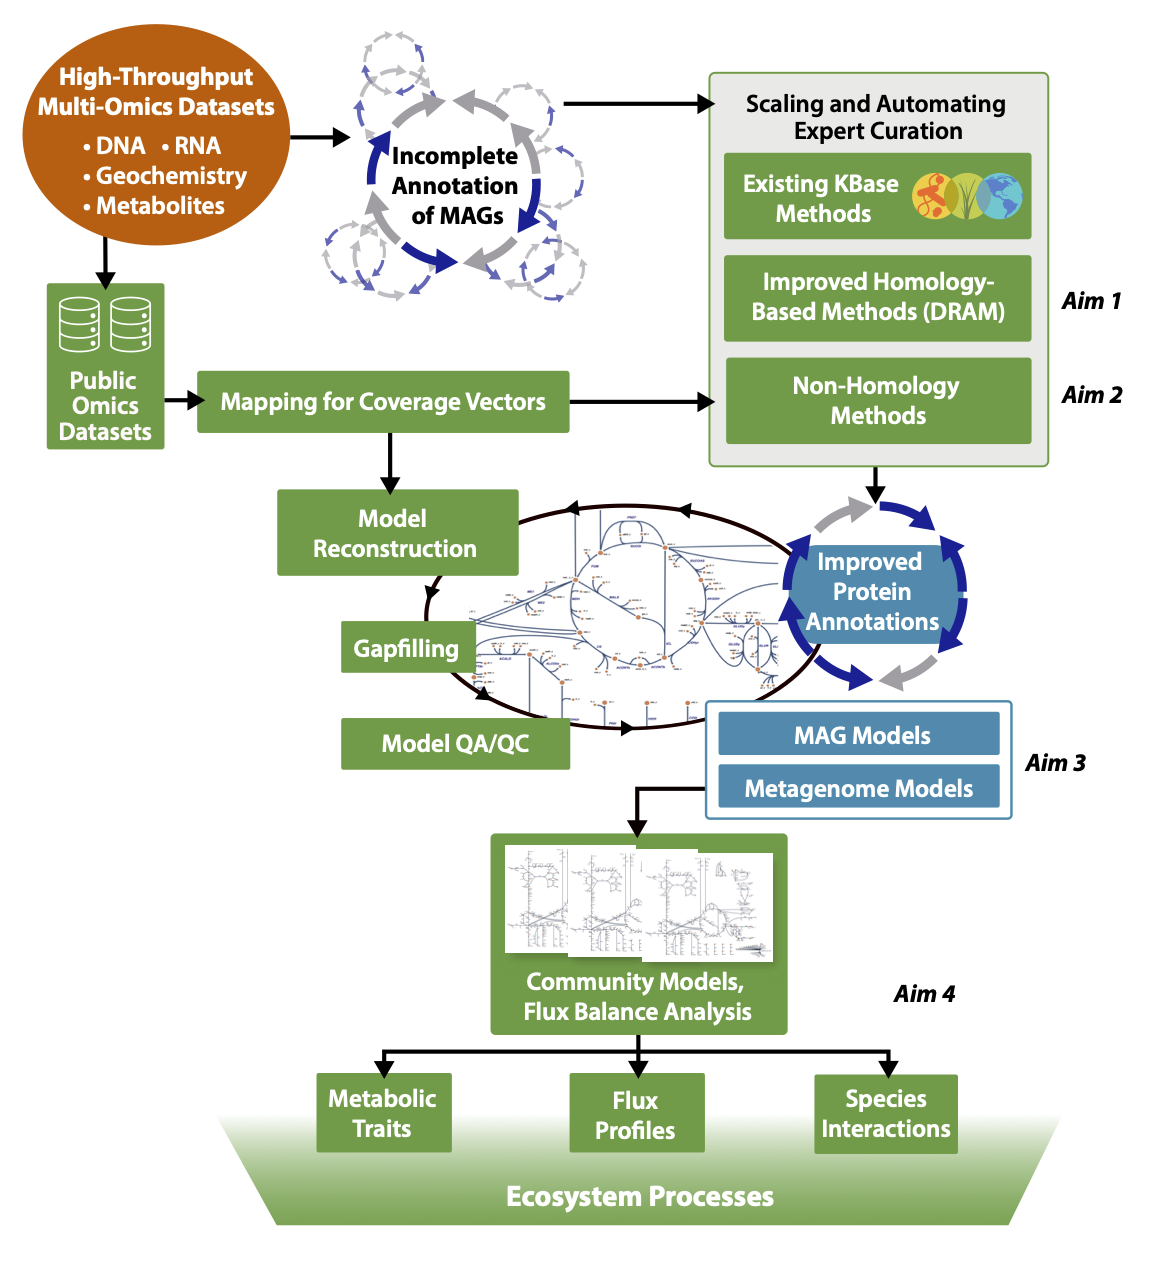 High-Throughput
Multi-Omics Datasets
• DNA • RNA
• Geochemistry
• Metabolites
Incomplete
Annotation
of MAGs
Scaling and Automating
Expert Curation
Existing KBase
Methods
Improved Homology-
Based Methods (DRAM)
Aim 1
Non-Homology
Methods
Aim 2
Public
Omics
Datasets
Mapping for Coverage Vectors
Model
Reconstruction
Improved
Protein
Annotations
Gapfilling
Model QA/QC
MAG Models
Metagenome Models
Aim 3
Community Models,
Flux Balance Analysis
Aim 4
Metabolic
Traits
Flux
Profiles
Species
Interactions
Ecosystem Processes